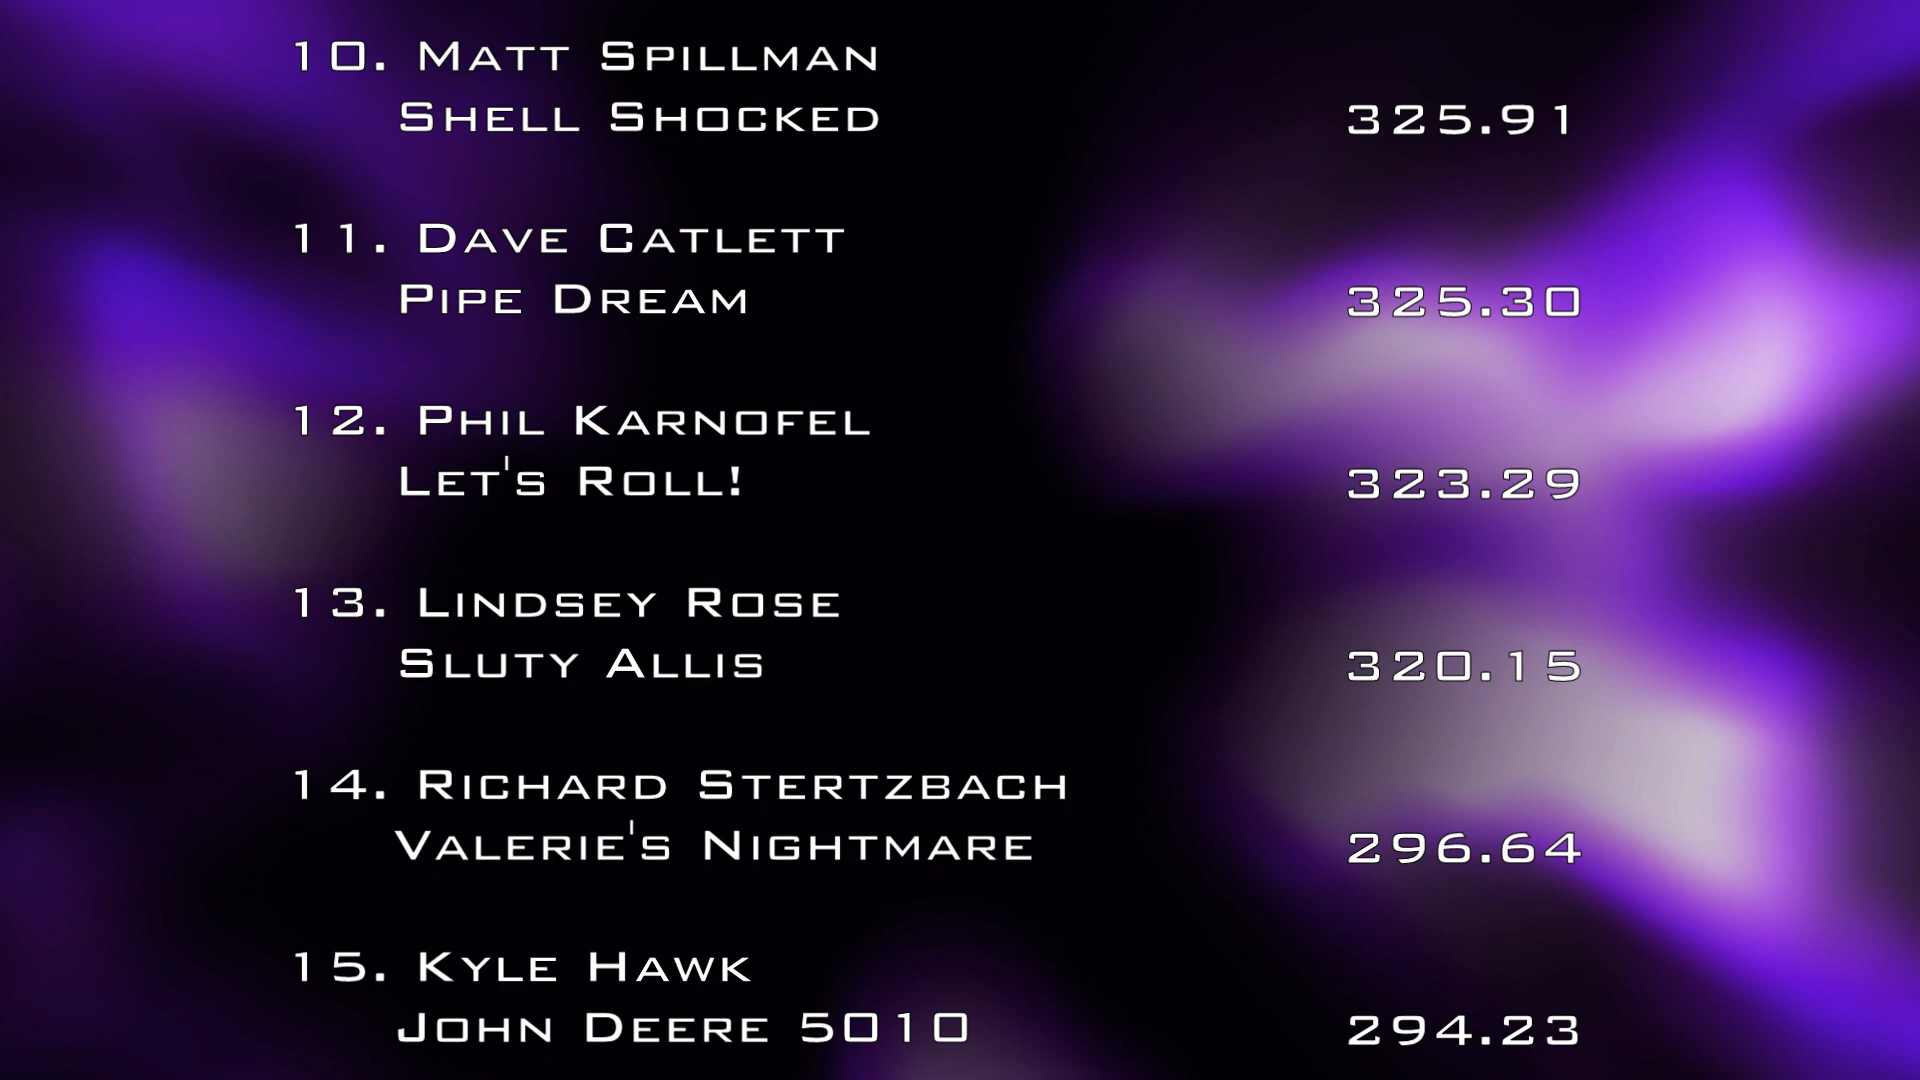 10. Matt Spillman
Shell Shocked 325.91
11. Dave Catlett
Pipe Dream 325.30
12. Phil Karnofel
Let's Roll! 323.29
13. Lindsey Rose
Sluty Allis 320.15
14. Richard Stertzbach
Valerie's Nightmare 296.64
15. Kyle Hawk
John Deere 5010 294.23